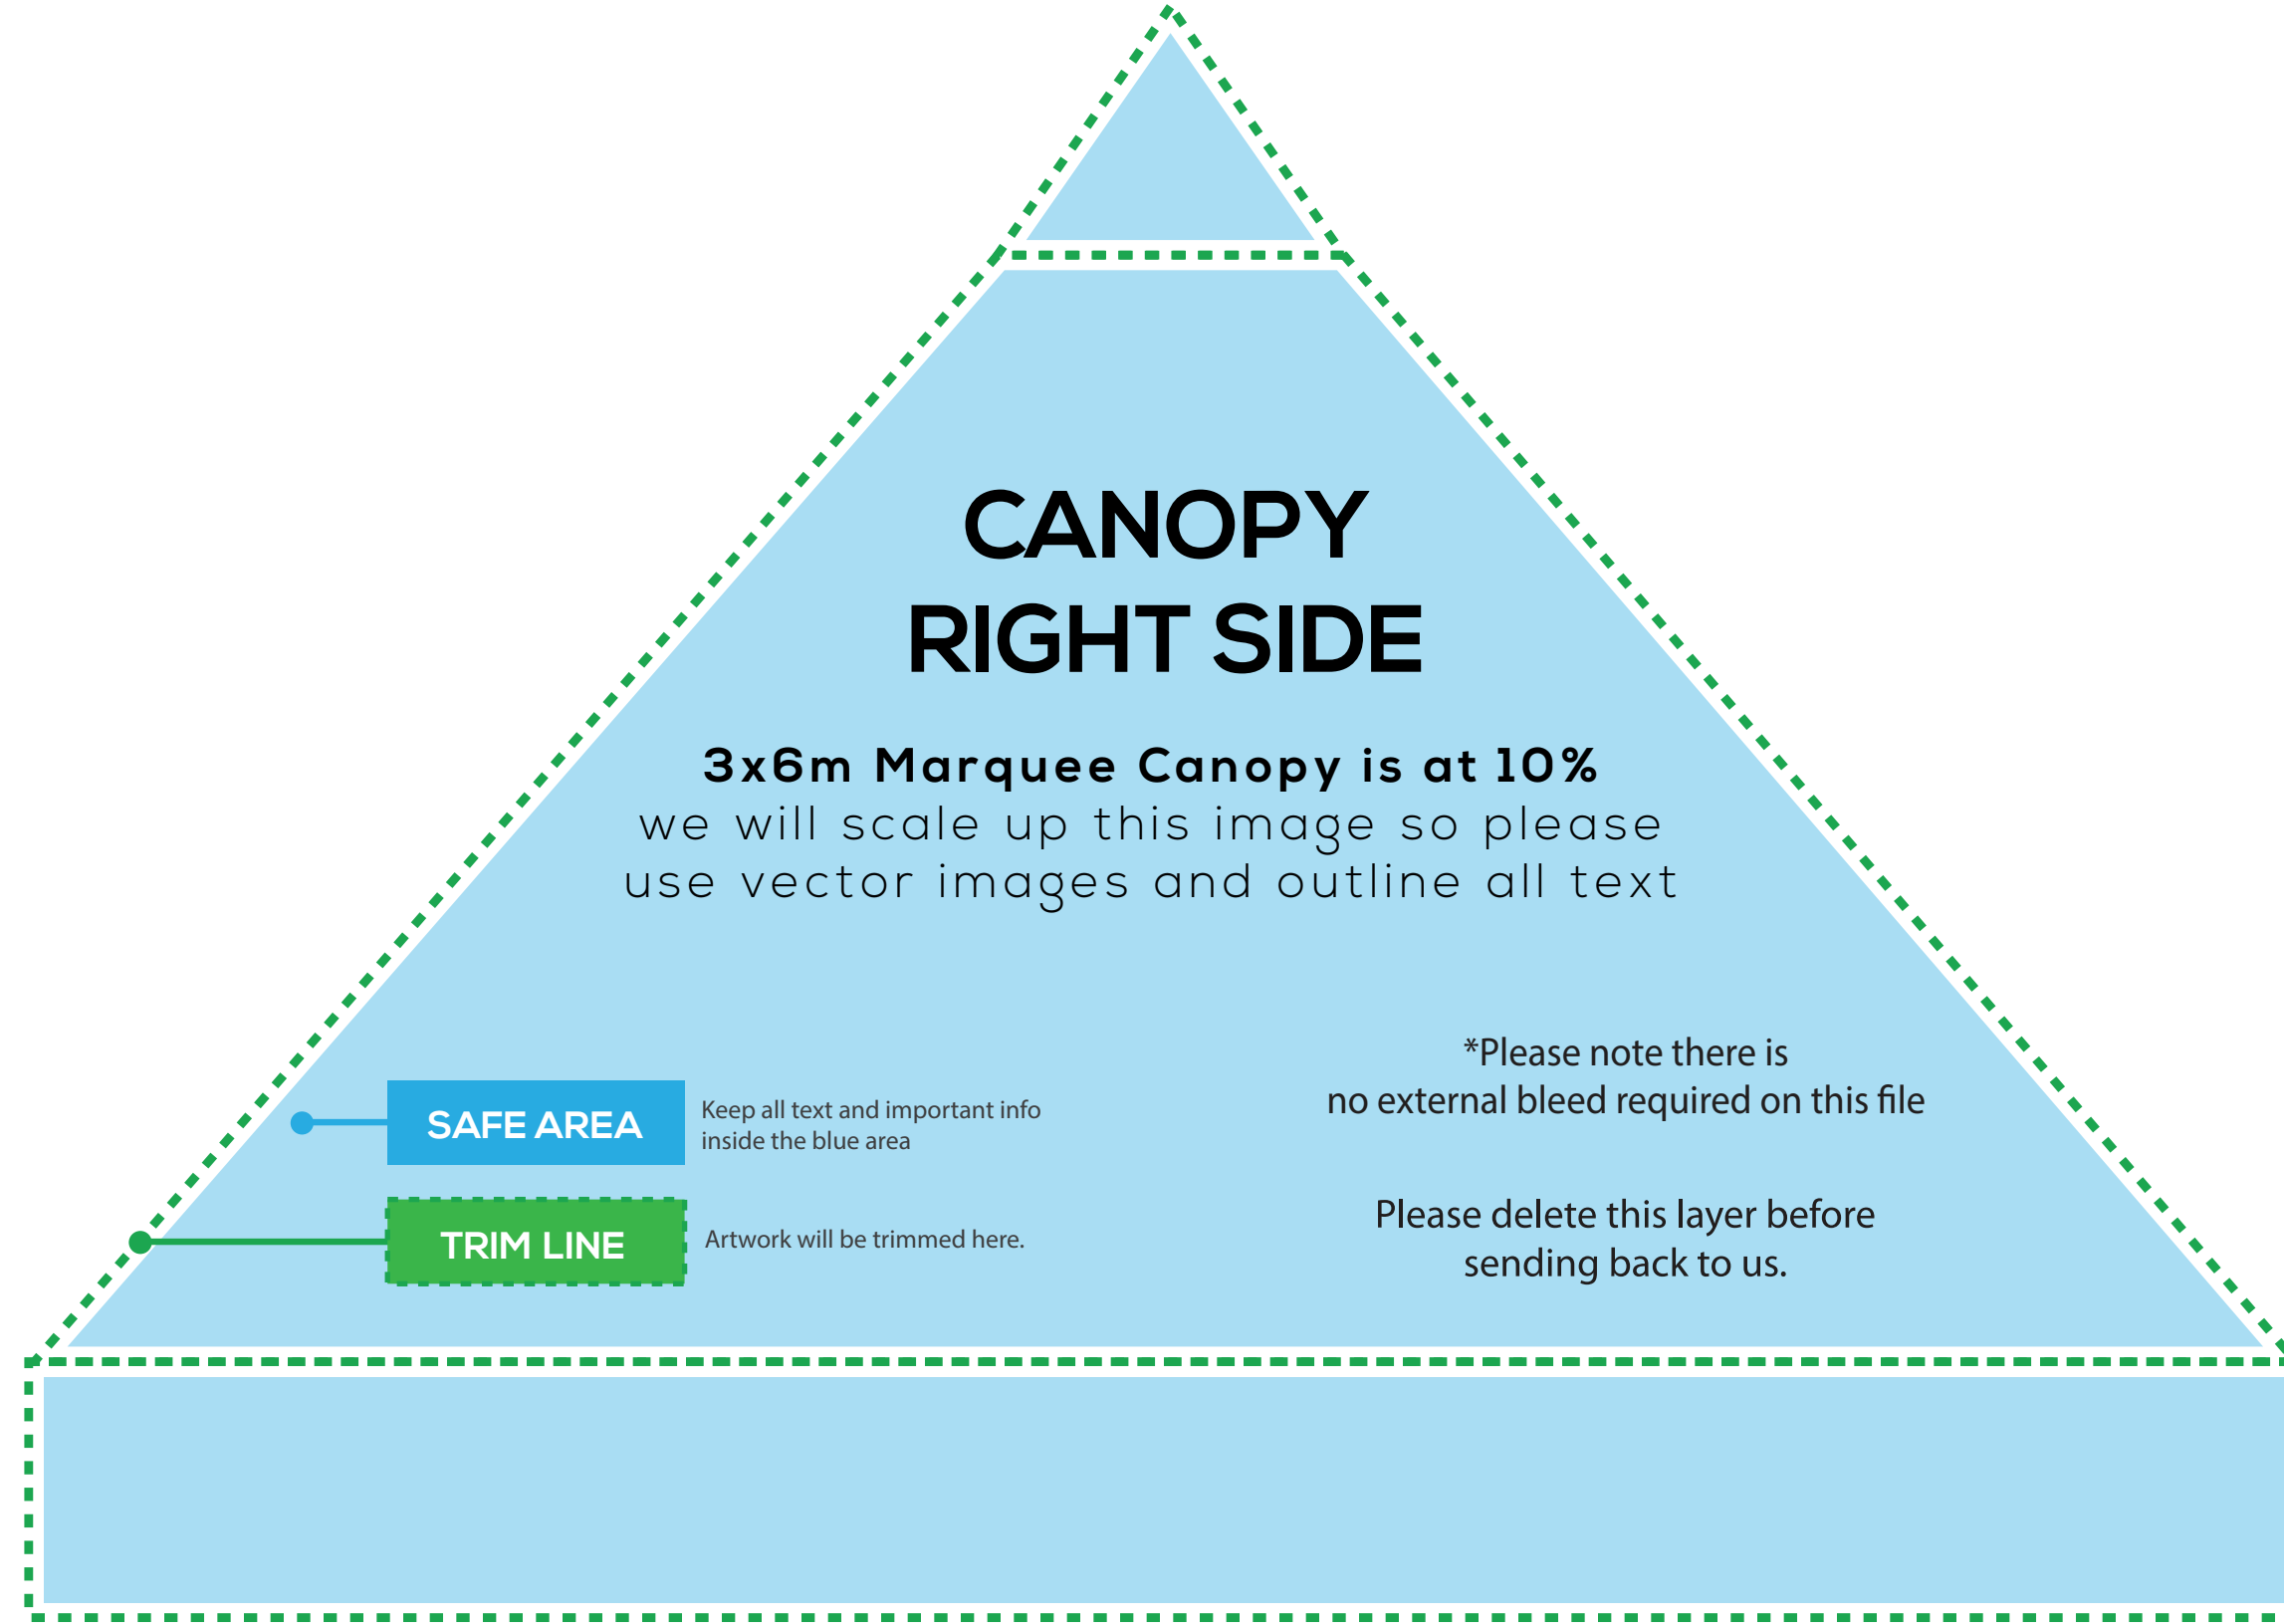 CANOPY
RIGHT SIDE
3x6m Marquee Canopy is at 10%
we will scale up this image so please
use vector images and outline all text
*Please note there is
no external bleed required on this file
SAFE AREA
Keep all text and important info
inside the blue area
Please delete this layer before
sending back to us.
TRIM LINE
Artwork will be trimmed here.